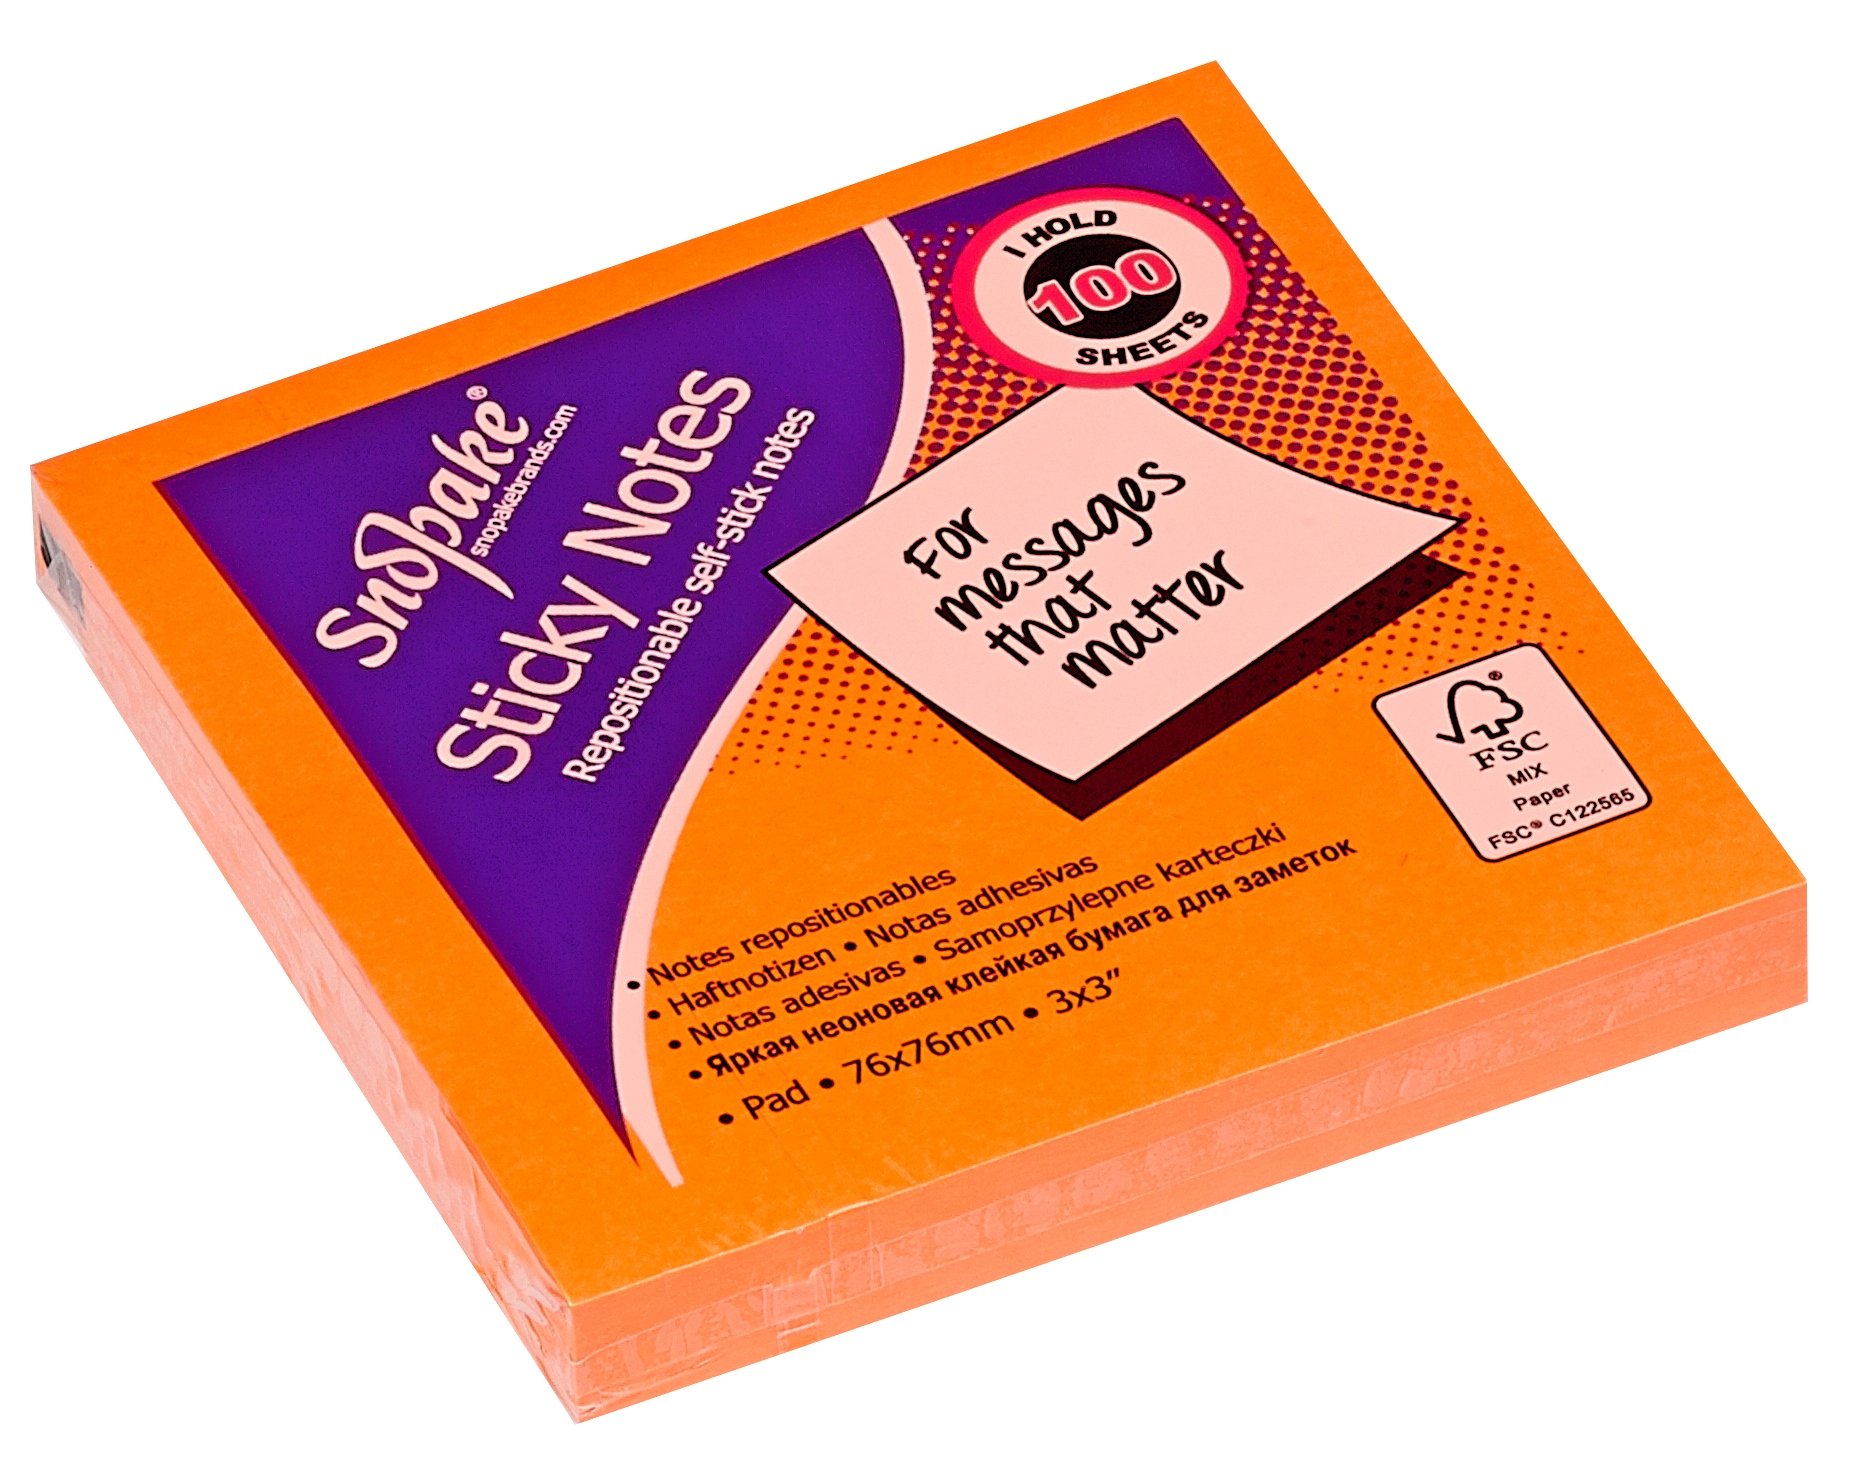 Snopake®
snopakebrands.com
Sticky Notes
Repositionable self-stick notes
I HOLD
100
SHEETS
For
messages
that
matter
®
FSC
MIX
Paper
FSC® C122565
• Notes repositionables
• Haftnotizen • Notas adhesivas
• Notas adesivas • Samoprzylepne karteczki
• Яркая неоновая клейкая бумага для заметок
• Pad • 76x76mm • 3x3"